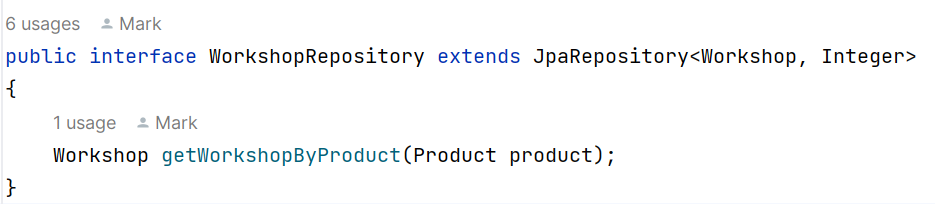 6 usages Mark
public interface WorkshopRepository extends JpaRepository<Workshop, Integer>
{
1 usage Mark
Workshop getWorkshopByProduct(Product product);
}